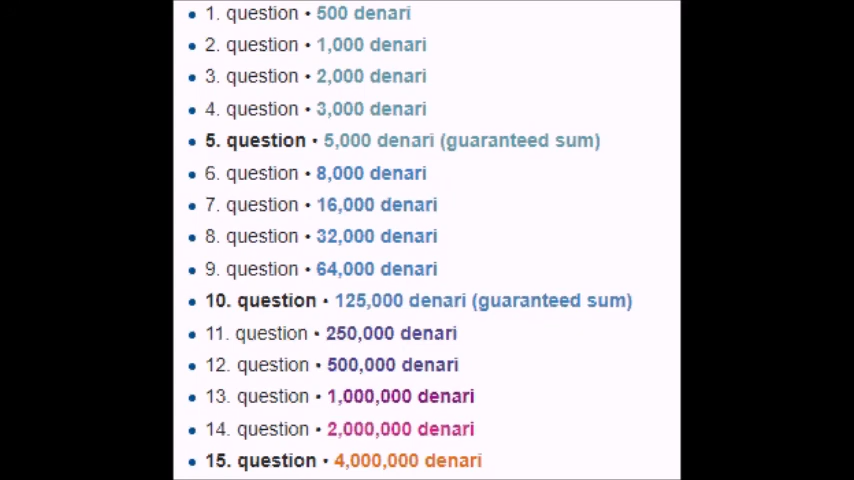 • 1. question • 500 denari
• 2. question • 1,000 denari
• 3. question • 2,000 denari
• 4. question • 3,000 denari
• 5. question • 5,000 denari (guaranteed sum)
• 6. question • 8,000 denari
• 7. question • 16,000 denari
• 8. question • 32,000 denari
• 9. question • 64,000 denari
• 10. question • 125,000 denari (guaranteed sum)
• 11. question • 250,000 denari
• 12. question • 500,000 denari
• 13. question • 1,000,000 denari
• 14. question • 2,000,000 denari
• 15. question • 4,000,000 denari